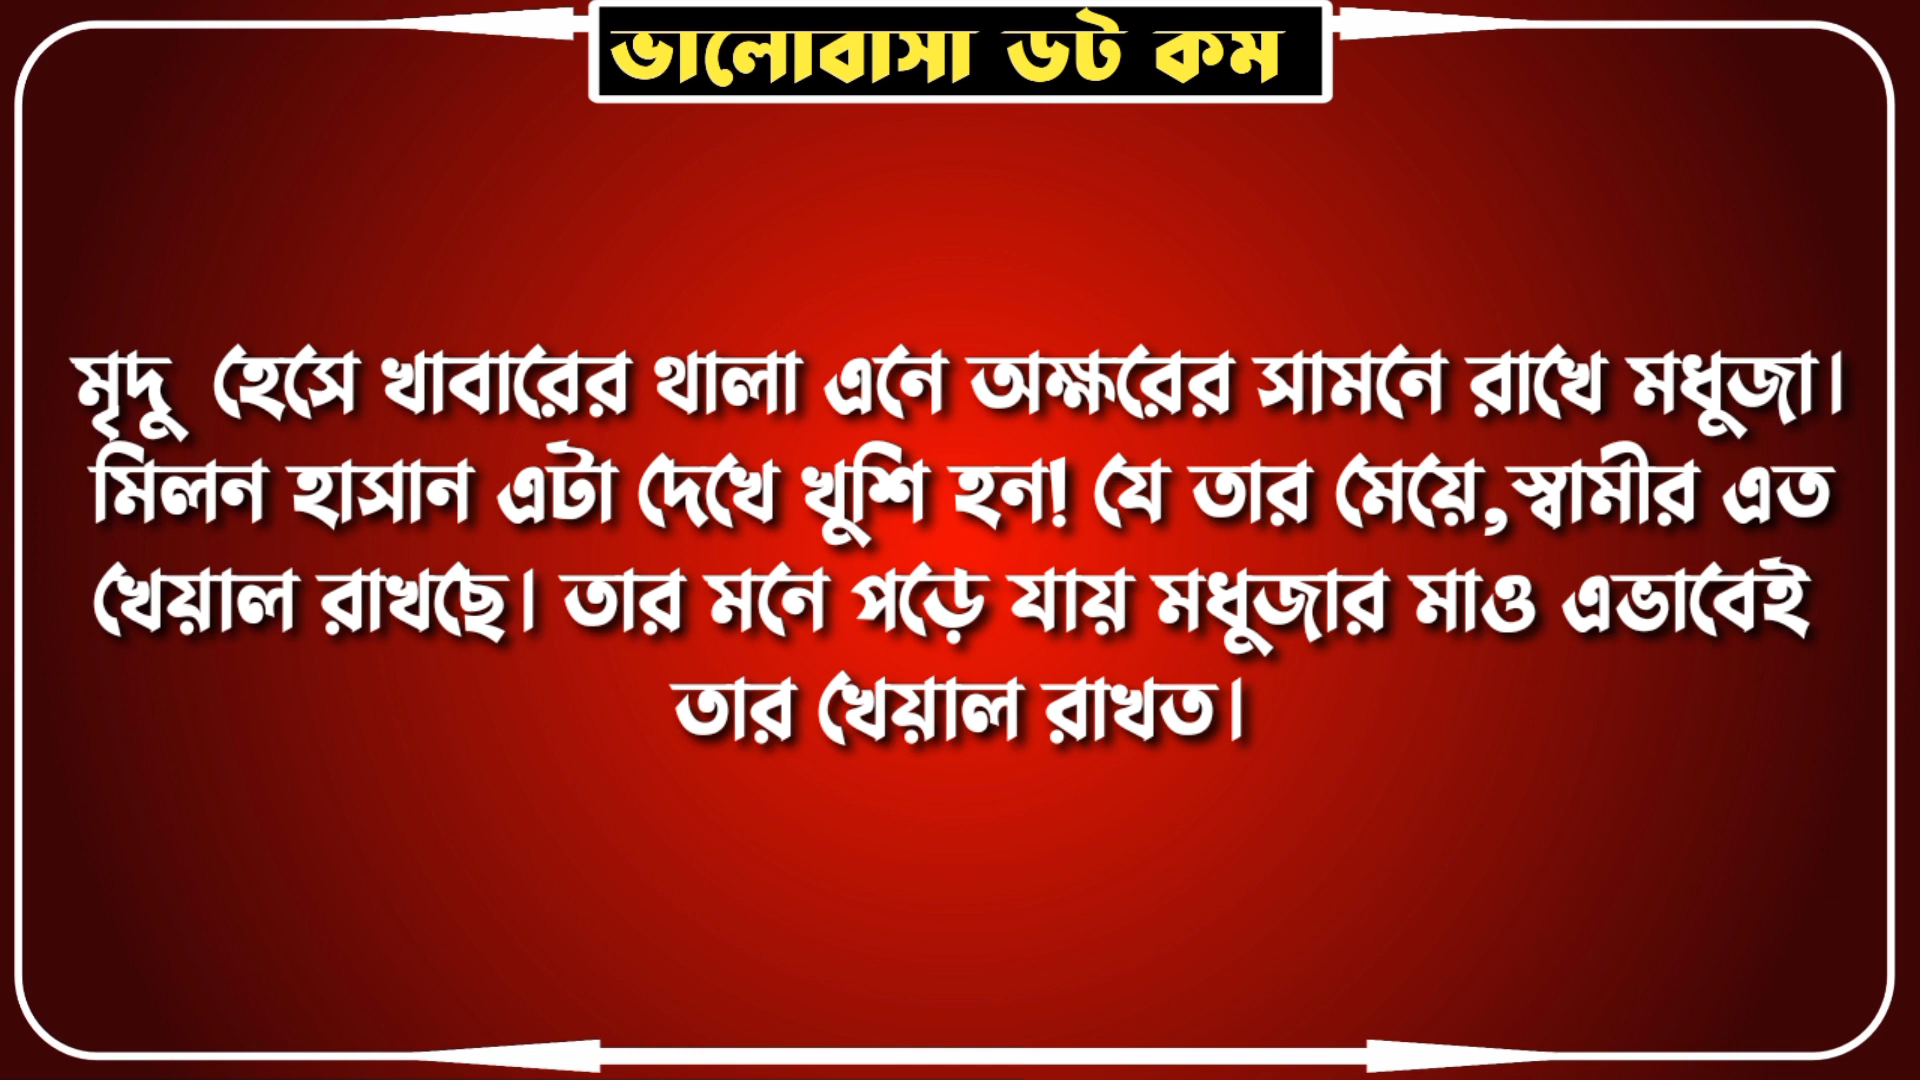 ভালোবাসা ডট কম
মৃদু হেসে খাবারের থালা এনে অক্ষরের সামনে রাখে মধুজা।
মিলন হাসান এটা দেখে খুশি হন! যে তার মেয়ে,স্বামীর এত
খেয়াল রাখছে। তার মনে পড়ে যায় মধুজার মাও এভাবেই
তার খেয়াল রাখত।